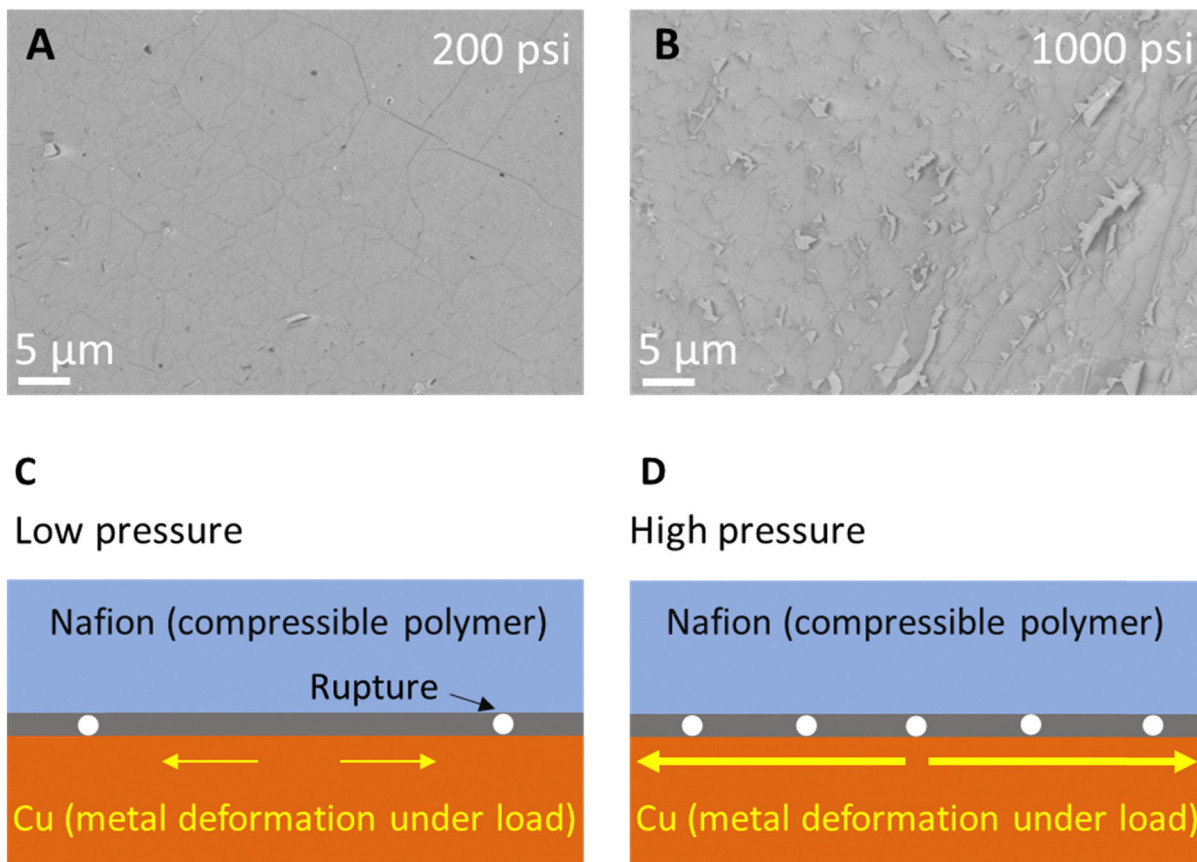 A
200 psi
5 μm
B
1000 psi
5 μm
C
Low pressure
Nafion (compressible polymer)
Rupture
Cu (metal deformation under load)
D
High pressure
Nafion (compressible polymer)
Cu (metal deformation under load)